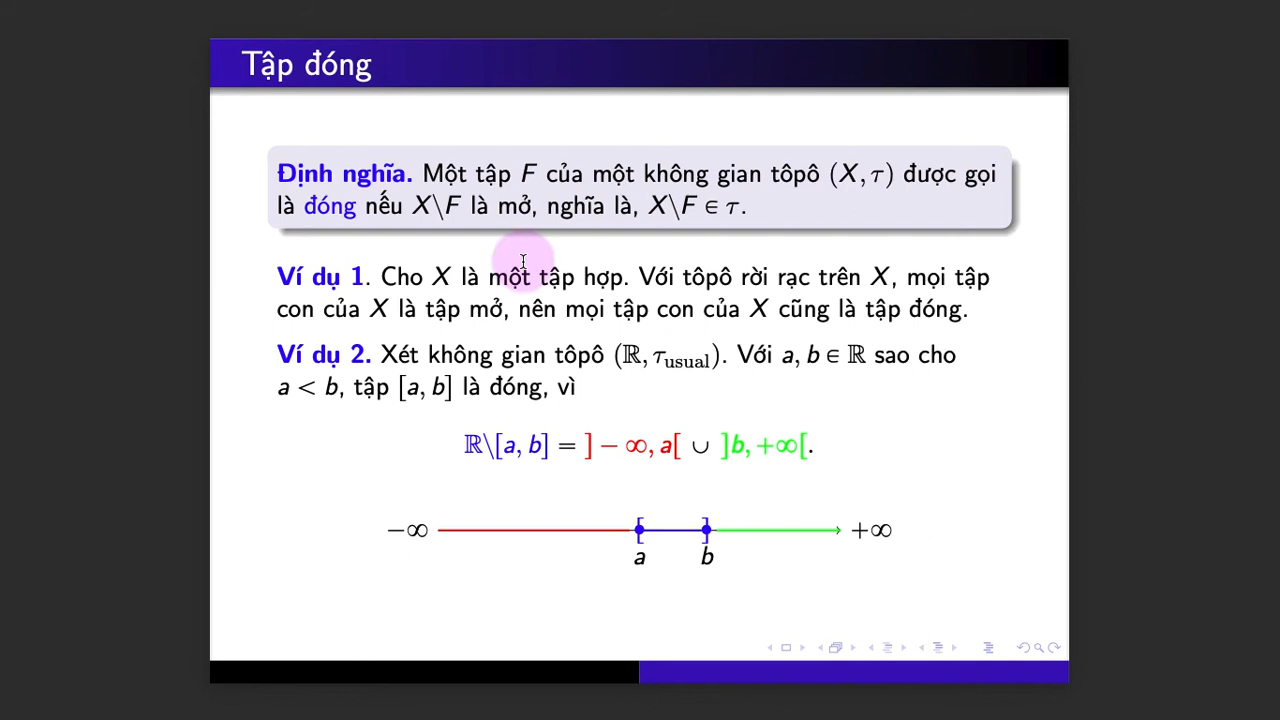 Tập đóng
Định nghĩa. Một tập F của một không gian tôpô (X, τ) được gọi
là đóng nếu X\F là mở, nghĩa là, X\F ∈ τ.
Ví dụ 1. Cho X là một tập hợp. Với tôpô rời rạc trên X, mọi tập
con của X là tập mở, nên mọi tập con của X cũng là tập đóng.
Ví dụ 2. Xét không gian tôpô (ℝ, τusual). Với a, b ∈ ℝ sao cho
a < b, tập [a, b] là đóng, vì
ℝ\[a, b] = ] − ∞, a[ ∪ ]b, +∞[.
−∞ [ ] +∞
a b